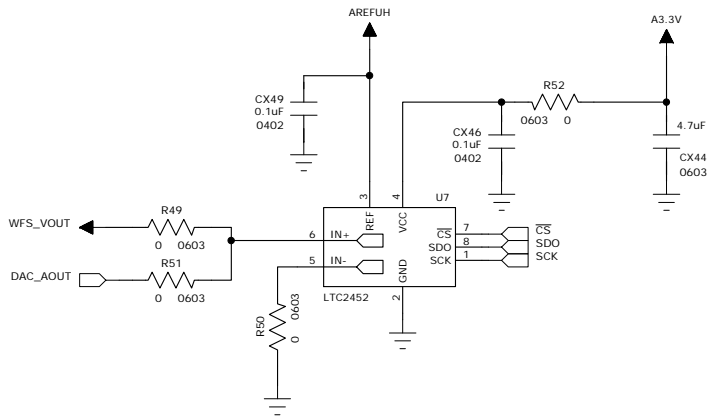 AREFUH
A3.3V
CX49
0.1uF
0402
R52
0603 0
CX46
0.1uF
0402
4.7uF
CX44
0603
3
4
U7
REF
VCC
R49
WFS_VOUT
0 0603
6 IN+
CS 7 CS
SDO 8 SDO
SCK 1 SCK
R51
DAC_AOUT
0 0603
5 IN-
GND
2
LTC2452
R50
0 0603